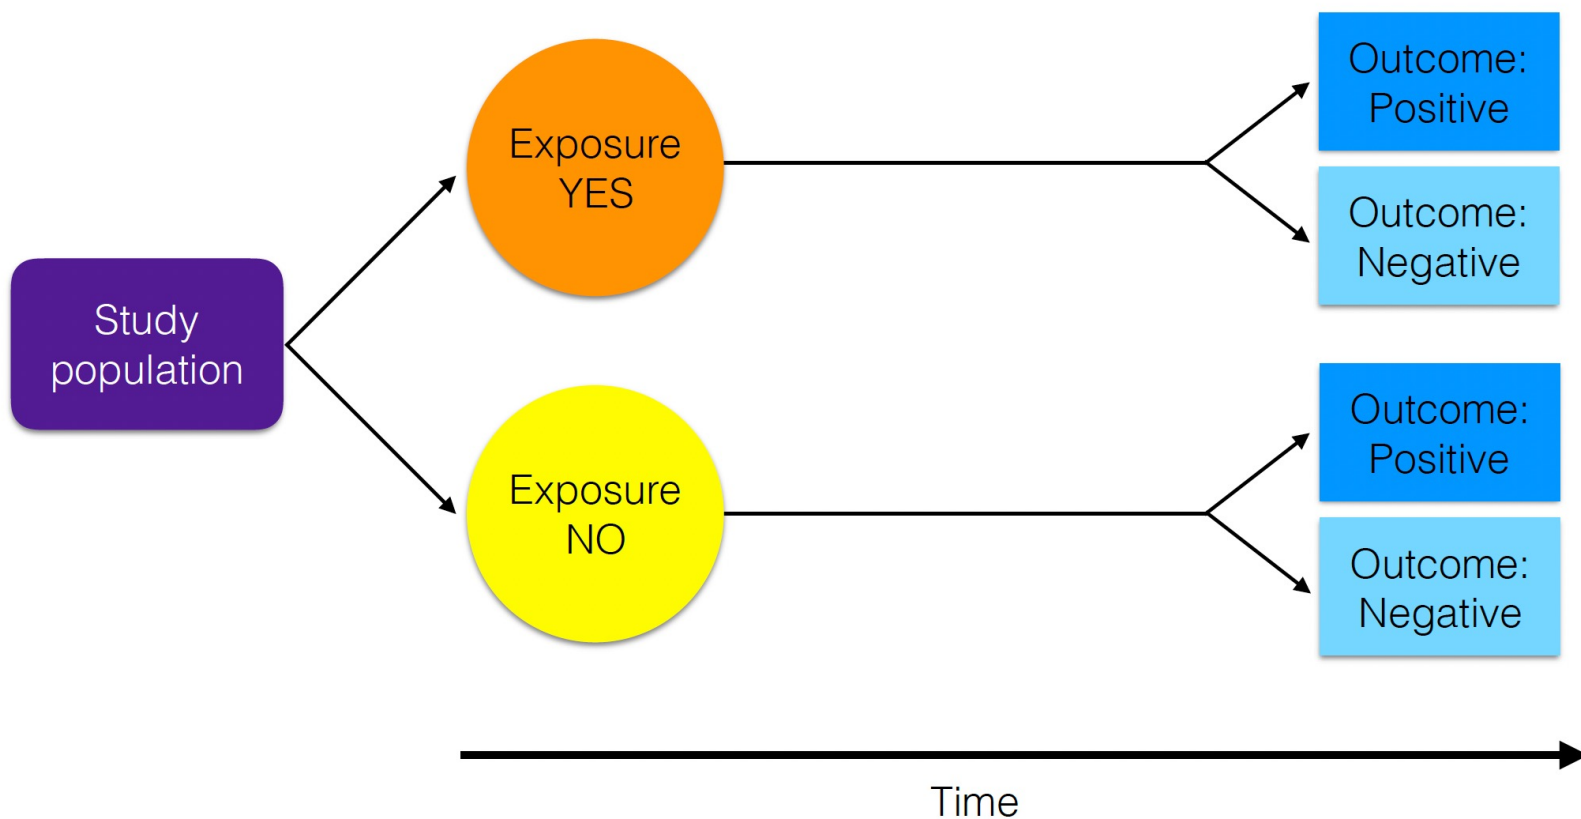 Study
population
Exposure
YES
Exposure
NO
Outcome:
Positive
Outcome:
Negative
Outcome:
Positive
Outcome:
Negative
Time